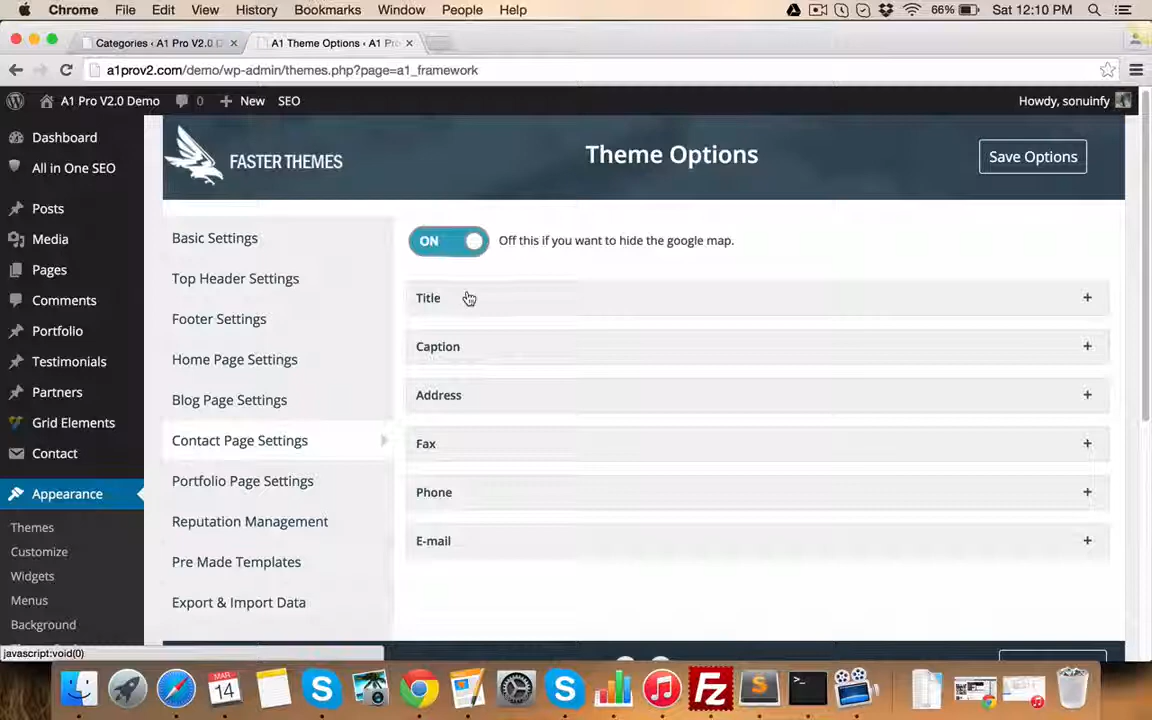 Chrome File Edit View History Bookmarks Window People Help 66% Sat 12:10 PM
Categories ‹ A1 Pro V2.0 D A1 Theme Options ‹ A1 Pro
a1prov2.com/demo/wp-admin/themes.php?page=a1_framework
A1 Pro V2.0 Demo 0 New SEO Howdy, sonuinfy
Dashboard
All in One SEO
Posts
Media
Pages
Comments
Portfolio
Testimonials
Partners
Grid Elements
Contact
Appearance
Themes
Customize
Widgets
Menus
Background
FASTER THEMES
Theme Options
Save Options
Basic Settings
Top Header Settings
Footer Settings
Home Page Settings
Blog Page Settings
Contact Page Settings
Portfolio Page Settings
Reputation Management
Pre Made Templates
Export & Import Data
ON Off this if you want to hide the google map.
Title +
Caption +
Address +
Fax +
Phone +
E-mail +
javascript:void(0)
MAR
14